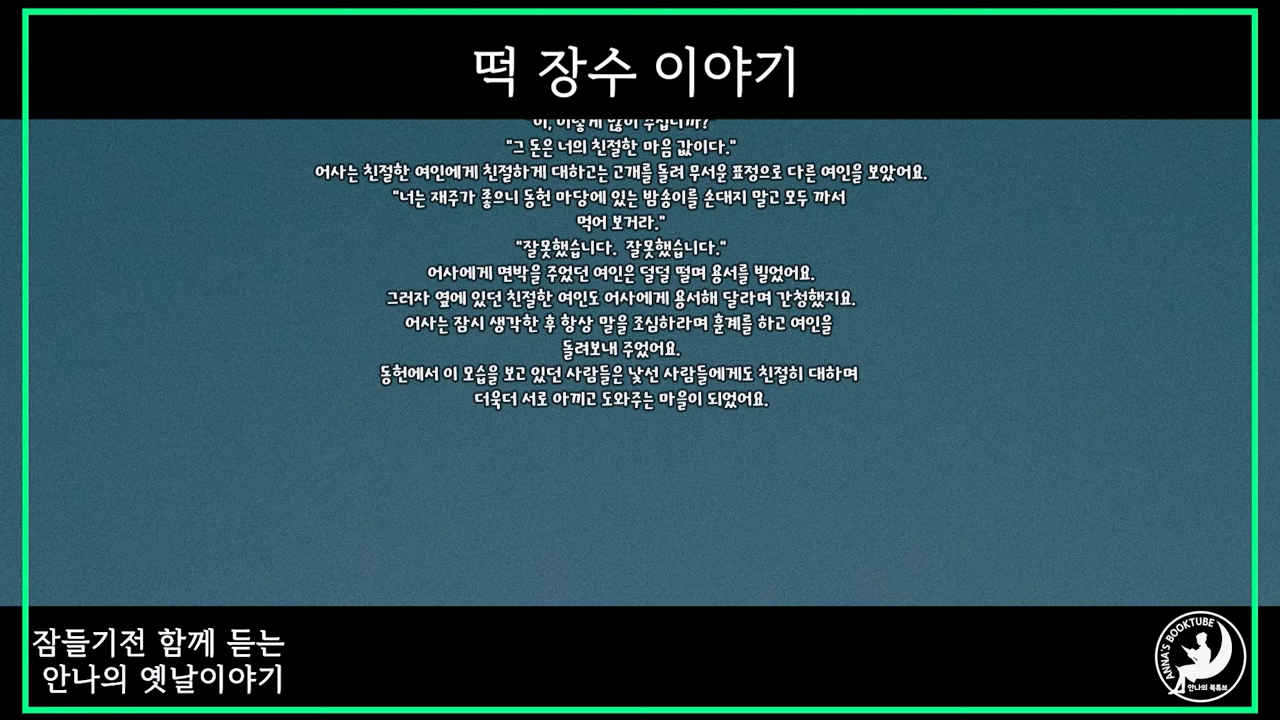 떡 장수 이야기
"그 돈은 너의 친절한 마음 값이다."
어사는 친절한 여인에게 친절하게 대하고는 고개를 돌려 무서운 표정으로 다른 여인을 보았어요.
"너는 재주가 좋으니 동헌 마당에 있는 밤송이를 손대지 말고 모두 까서
먹어 보거라."
"잘못했습니다. 잘못했습니다."
어사에게 면박을 주었던 여인은 덜덜 떨며 용서를 빌었어요.
그러자 옆에 있던 친절한 여인도 어사에게 용서해 달라며 간청했지요.
어사는 잠시 생각한 후 항상 말을 조심하라며 훈계를 하고 여인을
돌려보내 주었어요.
동헌에서 이 모습을 보고 있던 사람들은 낯선 사람들에게도 친절히 대하며
더욱더 서로 아끼고 도와주는 마을이 되었어요.
잠들기전 함께 듣는
안나의 옛날이야기
ANNA'S BOOKTUBE
안나의 북튜브